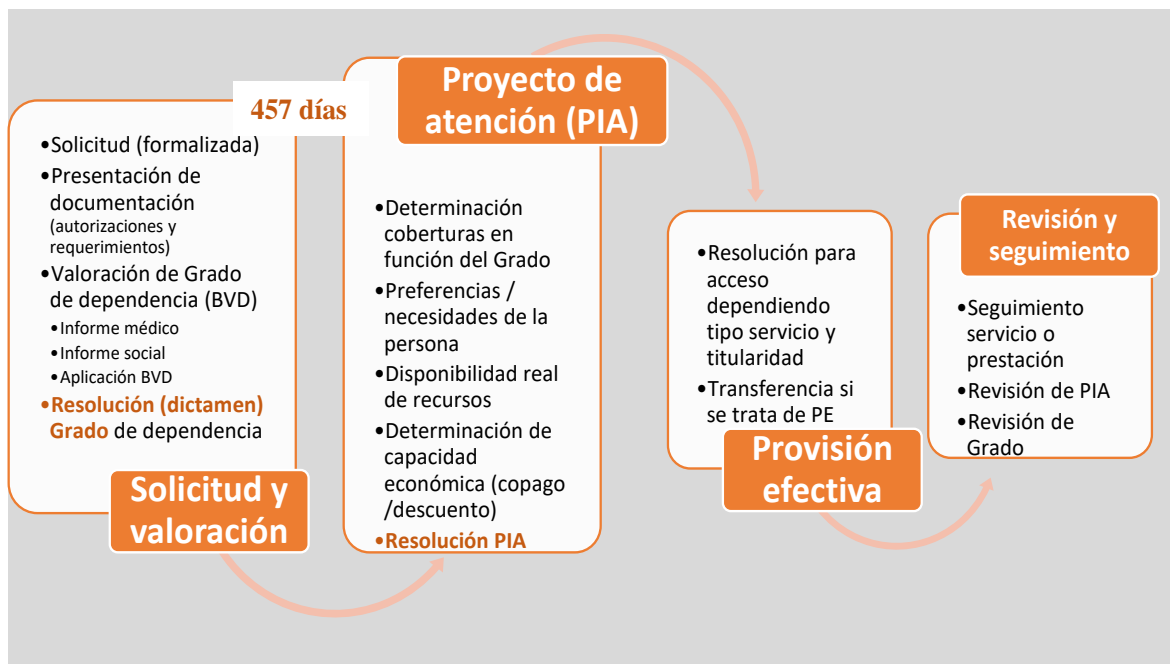 457 días
•Solicitud (formalizada)
•Presentación de
documentación
(autorizaciones y
requerimientos)
•Valoración de Grado
de dependencia (BVD)
•Informe médico
•Informe social
•Aplicación BVD
•Resolución (dictamen)
Grado de dependencia
Solicitud y
valoración
Proyecto de
atención (PIA)
•Determinación
coberturas en
función del Grado
•Preferencias /
necesidades de la
persona
•Disponibilidad real
de recursos
•Determinación de
capacidad
económica (copago
/descuento)
•Resolución PIA
•Resolución para
acceso
dependiendo
tipo servicio y
titularidad
•Transferencia si
se trata de PE
Provisión
efectiva
Revisión y
seguimiento
•Seguimiento
servicio o
prestación
•Revisión de PIA
•Revisión de
Grado